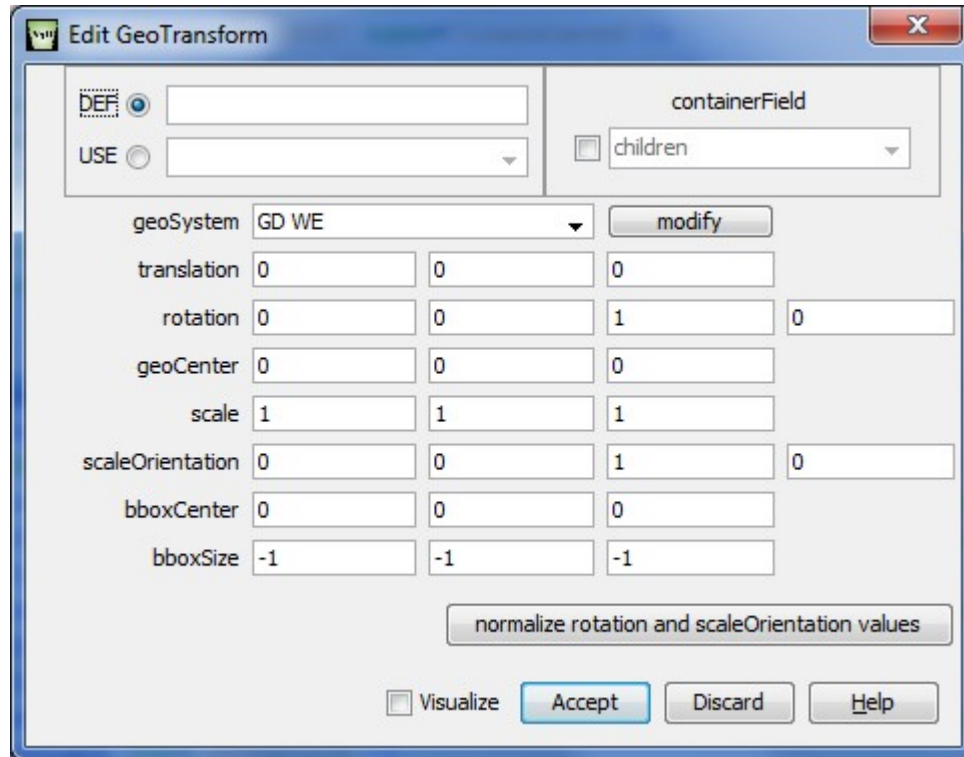 Edit GeoTransform
DEF
containerField
USE
children
geoSystem GD WE modify
translation 0 0 0
rotation 0 0 1 0
geoCenter 0 0 0
scale 1 1 1
scaleOrientation 0 0 1 0
bboxCenter 0 0 0
bboxSize -1 -1 -1
normalize rotation and scaleOrientation values
Visualize Accept Discard Help